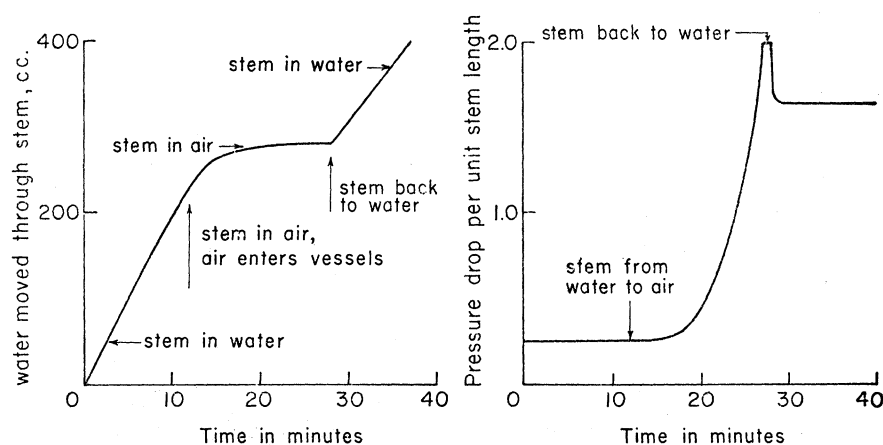 water moved through stem, cc.
400
200
0
0
10
20
30
40
Time in minutes
stem in water
stem in air
stem back
to water
stem in air,
air enters vessels
stem in water
Pressure drop per unit stem length
2.0
1.0
0
10
20
30
40
Time in minutes
stem back to water
stem from
water to air